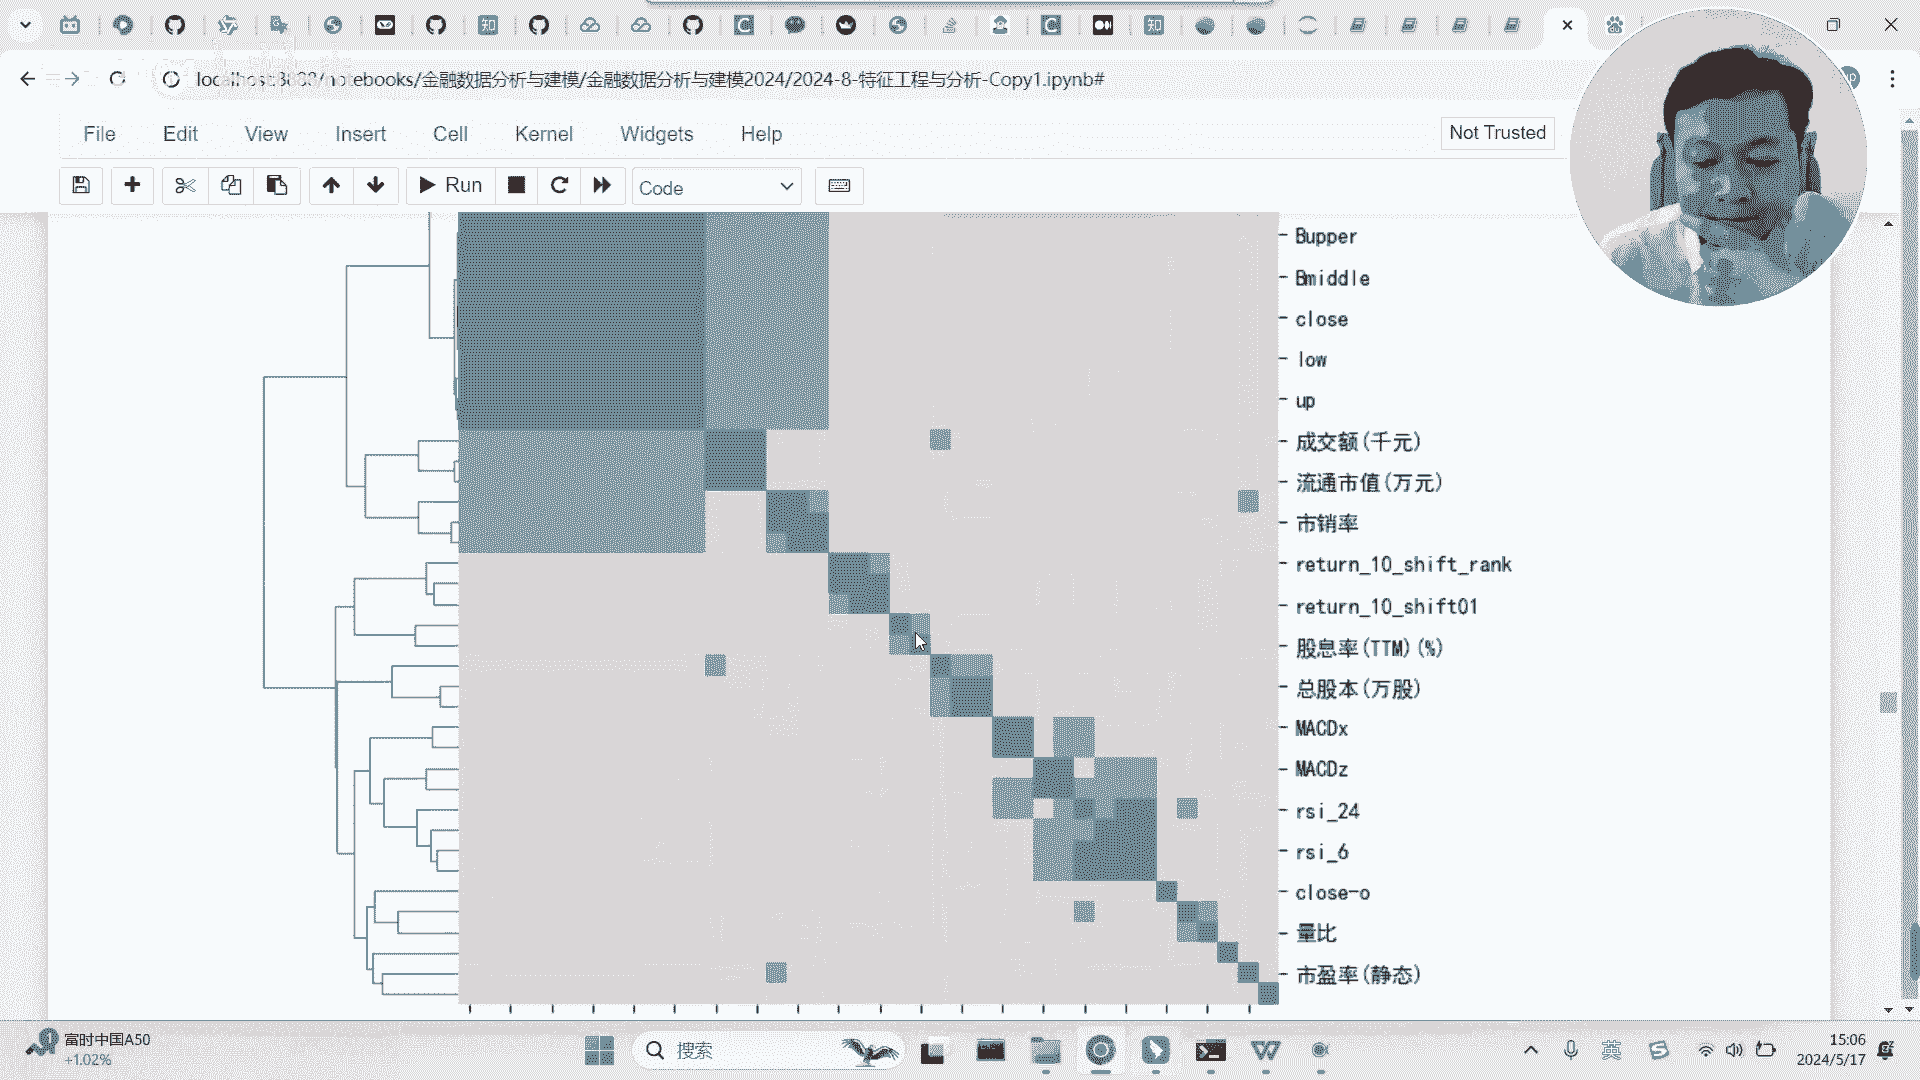 localhost:8888/notebooks/金融数据分析与建模/金融数据分析与建模2024/2024-8-特征工程与分析-Copy1.ipynb#
File Edit View Insert Cell Kernel Widgets Help
Not Trusted
Run
Code
Bupper
Bmiddle
close
low
up
成交额(千元)
流通市值(万元)
市销率
return_10_shift_rank
return_10_shift01
股息率(TTM)(%)
总股本(万股)
MACDx
MACDz
rsi_24
rsi_6
close-o
量比
市盈率(静态)
富时中国A50
+1.02%
搜索
英
15:06
2024/5/17